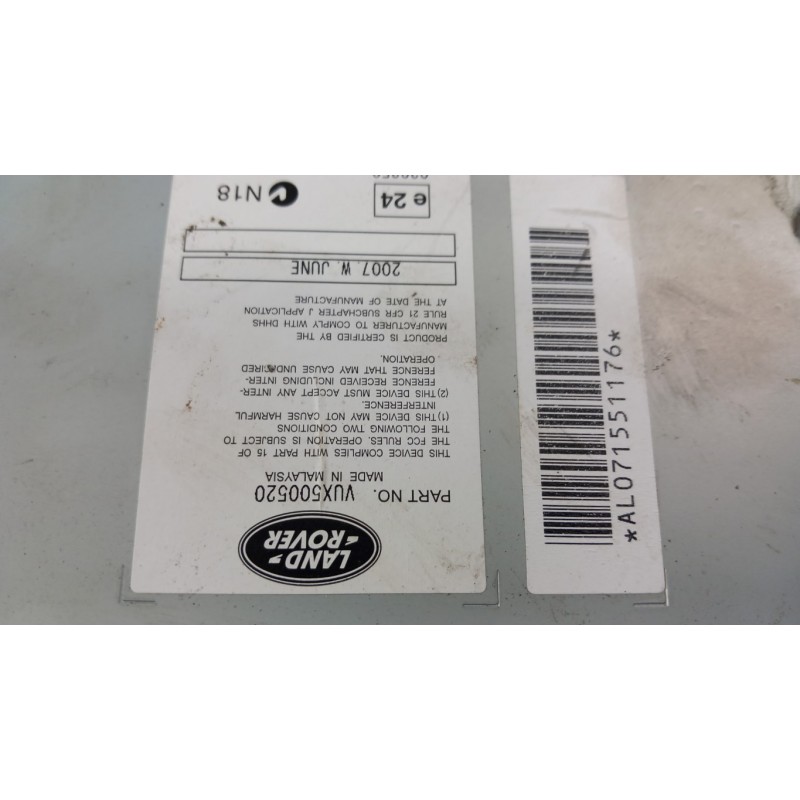 LAND
ROVER
PART NO. VUX500520
MADE IN MALAYSIA
THIS DEVICE COMPLIES WITH PART 15 OF
THE FCC RULES. OPERATION IS SUBJECT TO
THE FOLLOWING TWO CONDITIONS
(1) THIS DEVICE MAY NOT CAUSE HARMFUL
INTERFERENCE.
(2) THIS DEVICE MUST ACCEPT ANY INTER-
FERENCE RECEIVED INCLUDING INTER-
FERENCE THAT MAY CAUSE UNDIRED
OPERATION.
PRODUCT IS CERTIFIED BY THE
MANUFACTURER TO COMPLY WITH DHHS
RULE 21 CFR SUBCHAPTER J APPLICATION
AT THE DATE OF MANUFACTURE
2007. W. JUNE
e24
N18
*AL071551176*